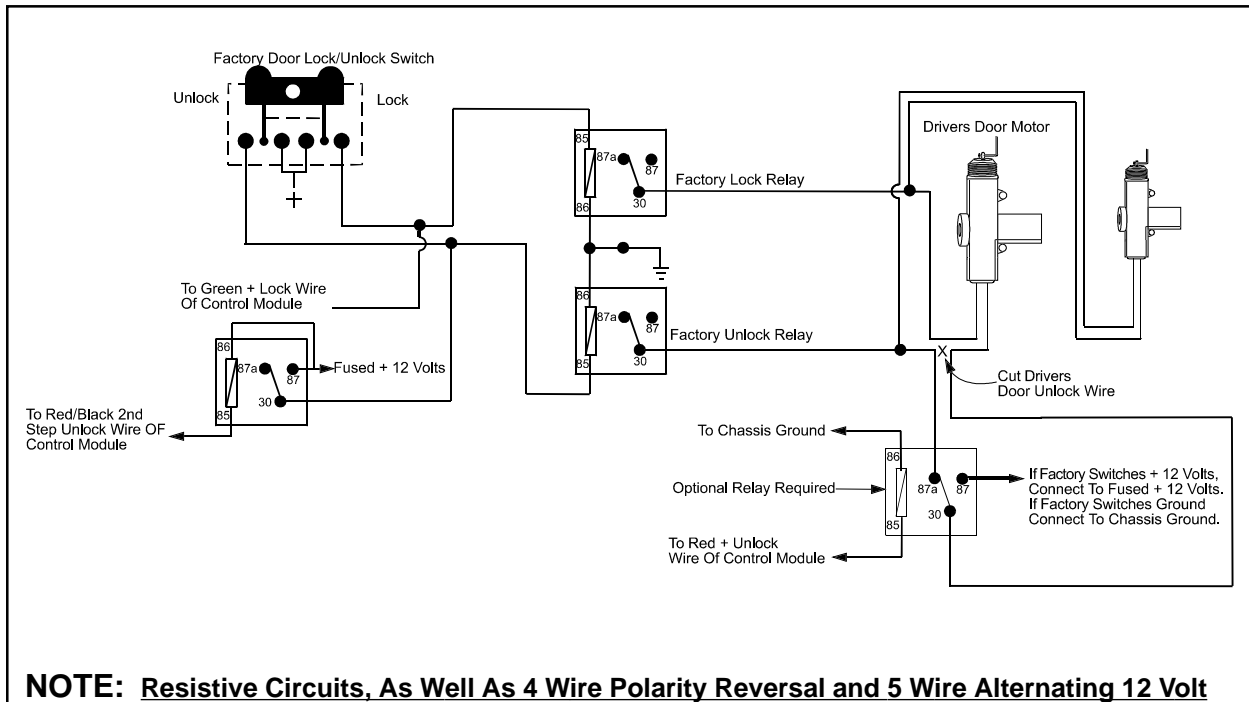 Factory Door Lock/Unlock Switch
Unlock
Lock
+
85
87a
87
86
30
Factory Lock Relay
Drivers Door Motor
To Green + Lock Wire
Of Control Module
86
87a
87
85
30
Factory Unlock Relay
86
87a
87
85
30
Fused + 12 Volts
To Red/Black 2nd
Step Unlock Wire OF
Control Module
X
Cut Drivers
Door Unlock Wire
To Chassis Ground
86
87a
87
85
30
Optional Relay Required
If Factory Switches + 12 Volts,
Connect To Fused + 12 Volts.
If Factory Switches Ground
Connect To Chassis Ground.
To Red + Unlock
Wire Of Control Module
NOTE: Resistive Circuits, As Well As 4 Wire Polarity Reversal and 5 Wire Alternating 12 Volt